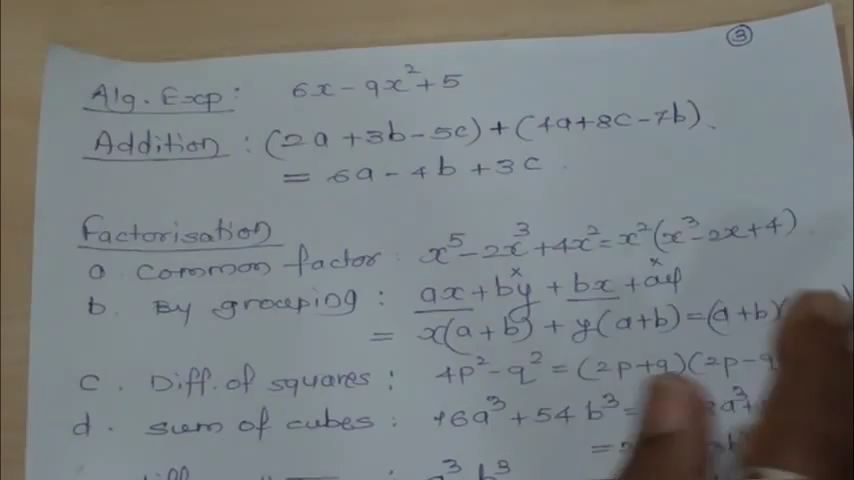 ③
Alg. Exp: 6x - 9x² + 5
Addition : (2a + 3b - 5c) + (4a + 8c - 7b).
= 6a - 4b + 3c.
Factorisation
a. Common factor: x⁵ - 2x³ + 4x² = x²(x³ - 2x + 4).
b. By grouping : ax + by + bx + ay
= x(a+b) + y(a+b) = (a+b)(
c. Diff. of squares : 4p² - q² = (2p+q)(2p-q
d. Sum of cubes : 16a³ + 54b³ =
=
: a³ b³